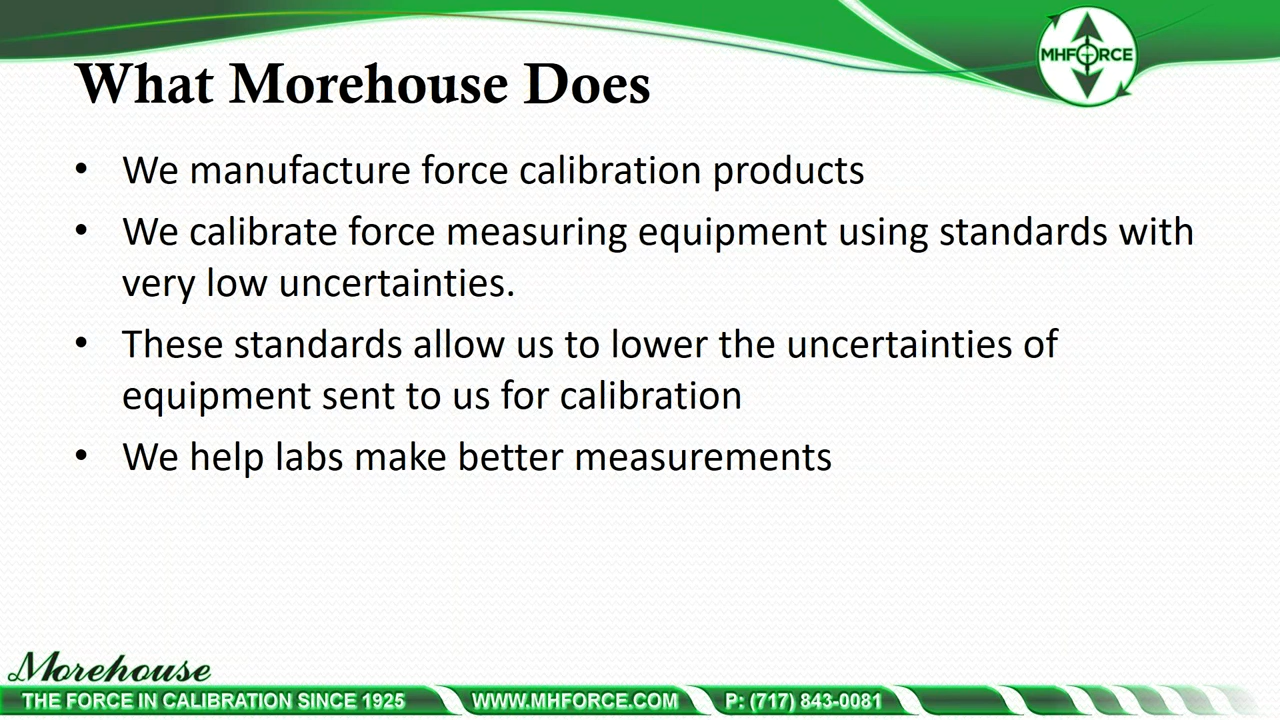 MHFORCE
What Morehouse Does
• We manufacture force calibration products
• We calibrate force measuring equipment using standards with
very low uncertainties.
• These standards allow us to lower the uncertainties of
equipment sent to us for calibration
• We help labs make better measurements
Morehouse
THE FORCE IN CALIBRATION SINCE 1925 WWW.MHFORCE.COM P: (717) 843-0081